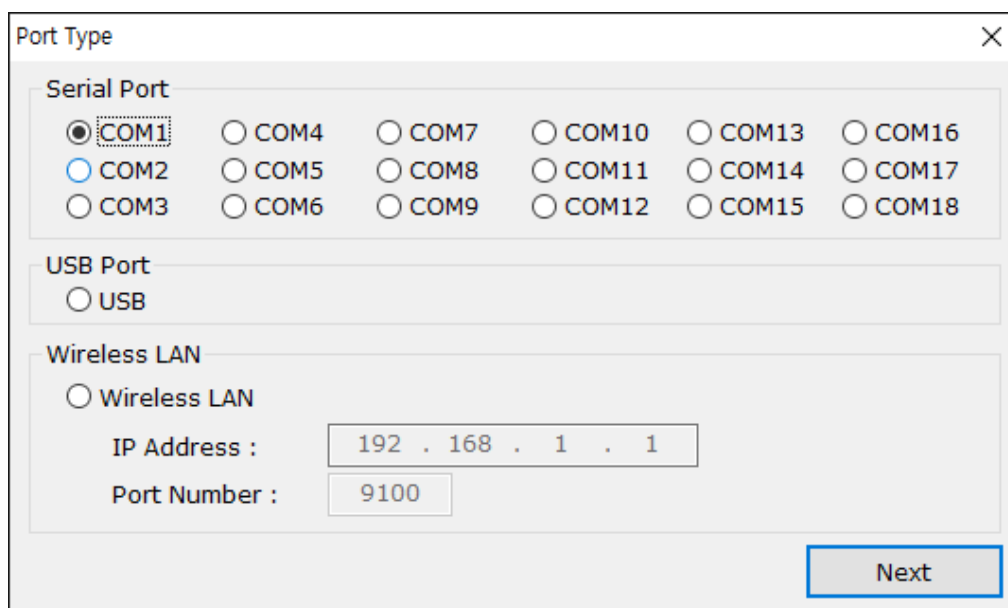 Port Type
Serial Port
COM1 COM4 COM7 COM10 COM13 COM16
COM2 COM5 COM8 COM11 COM14 COM17
COM3 COM6 COM9 COM12 COM15 COM18
USB Port
USB
Wireless LAN
Wireless LAN
IP Address : 192 . 168 . 1 . 1
Port Number : 9100
Next